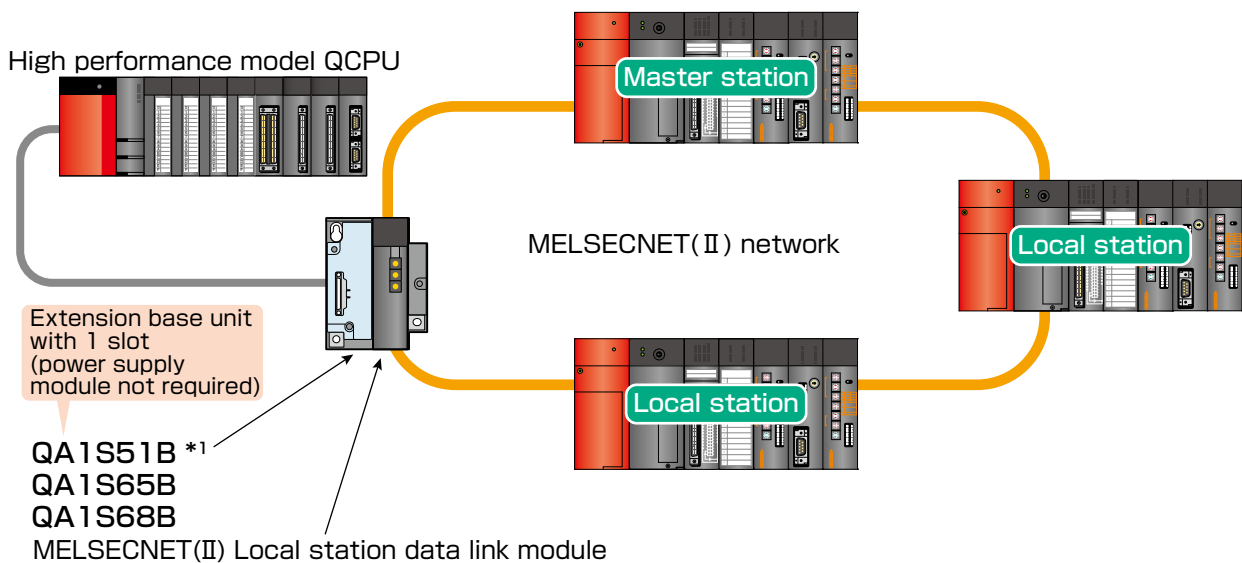 High performance model QCPU
Master station
MELSECNET(Ⅱ) network
Local station
Extension base unit
with 1 slot
(power supply
module not required)
Local station
QA1S51B *1
QA1S65B
QA1S68B
MELSECNET(Ⅱ) Local station data link module